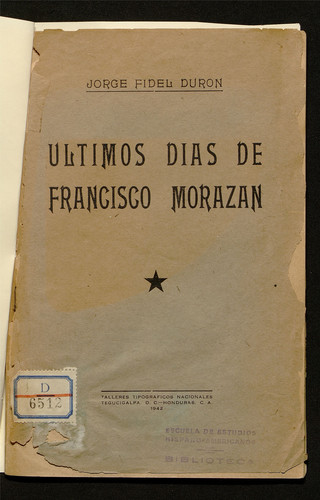 JORGE FIDEL DURON
ULTIMOS DIAS DE
FRANCISCO MORAZAN
D
6512
TALLERES TIPOGRAFICOS NACIONALES
TEGUCIGALPA, D. C.—HONDURAS, C. A.
1942
ESCUELA DE ESTUDIOS
BIBLIOTECA